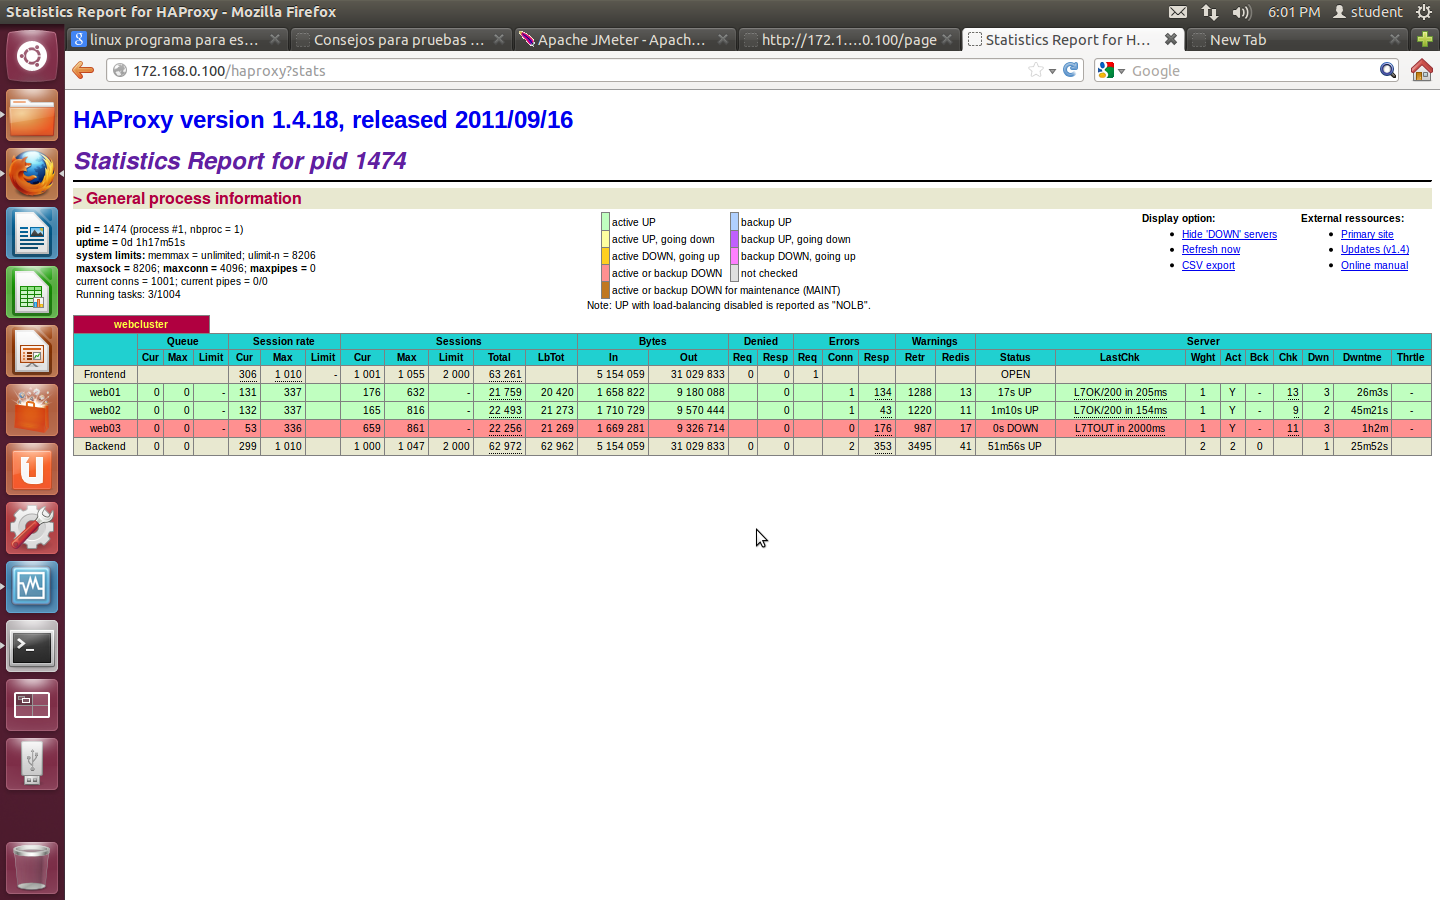 Statistics Report for HAProxy - Mozilla Firefox
6:01 PM student
linux programa para es...
Consejos para pruebas ...
Apache JMeter - Apach...
http://172.1....0.100/page
Statistics Report for H...
New Tab
172.168.0.100/haproxy?stats
Google
HAProxy version 1.4.18, released 2011/09/16
Statistics Report for pid 1474
> General process information
pid = 1474 (process #1, nbproc = 1)
uptime = 0d 1h17m51s
system limits: memmax = unlimited; ulimit-n = 8206
maxsock = 8206; maxconn = 4096; maxpipes = 0
current conns = 1001; current pipes = 0/0
Running tasks: 3/1004
active UP backup UP
active UP, going down backup UP, going down
active DOWN, going up backup DOWN, going up
active or backup DOWN not checked
active or backup DOWN for maintenance (MAINT)
Note: UP with load-balancing disabled is reported as "NOLB".
Display option:
Hide 'DOWN' servers
Refresh now
CSV export
External ressources:
Primary site
Updates (v1.4)
Online manual
webcluster
Queue Session rate Sessions Bytes Denied Errors Warnings Server
Cur Max Limit Cur Max Limit Cur Max Limit Total LbTot In Out Req Resp Req Conn Resp Retr Redis Status LastChk Wght Act Bck Chk Dwn Dwntme Thrtle
Frontend 306 1 010 - 1 001 1 055 2 000 63 261 5 154 059 31 029 833 0 0 1 OPEN
web01 0 0 - 131 337 176 632 - 21 759 20 420 1 658 822 9 180 088 0 1 134 1288 13 17s UP L7OK/200 in 205ms 1 Y - 13 3 26m3s -
web02 0 0 - 132 337 165 816 - 22 493 21 273 1 710 729 9 570 444 0 1 43 1220 11 1m10s UP L7OK/200 in 154ms 1 Y - 9 2 45m21s -
web03 0 0 - 53 336 659 861 - 22 256 21 269 1 669 281 9 326 714 0 0 176 987 17 0s DOWN L7TOUT in 2000ms 1 Y - 11 3 1h2m -
Backend 0 0 299 1 010 1 000 1 047 2 000 62 972 62 962 5 154 059 31 029 833 0 0 2 353 3495 41 51m56s UP 2 2 0 1 25m52s